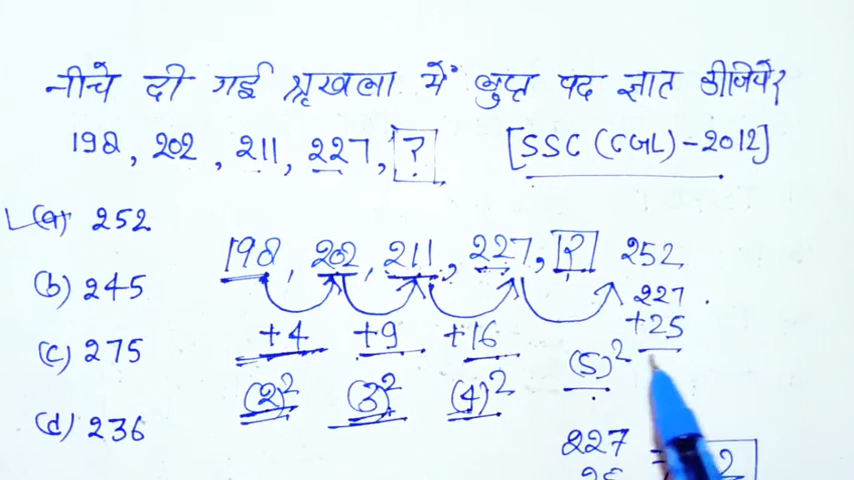 नीचे दी गई श्रृखला में लुप्त पद ज्ञात कीजिये?
198, 202, 211, 227, ? [SSC (CGL) - 2012]
(a) 252
(b) 245
(c) 275
(d) 236
198, 202, 211, 227, ? 252
227
+4 +9 +16 +25
(2)² (3)² (4)² (5)²
227